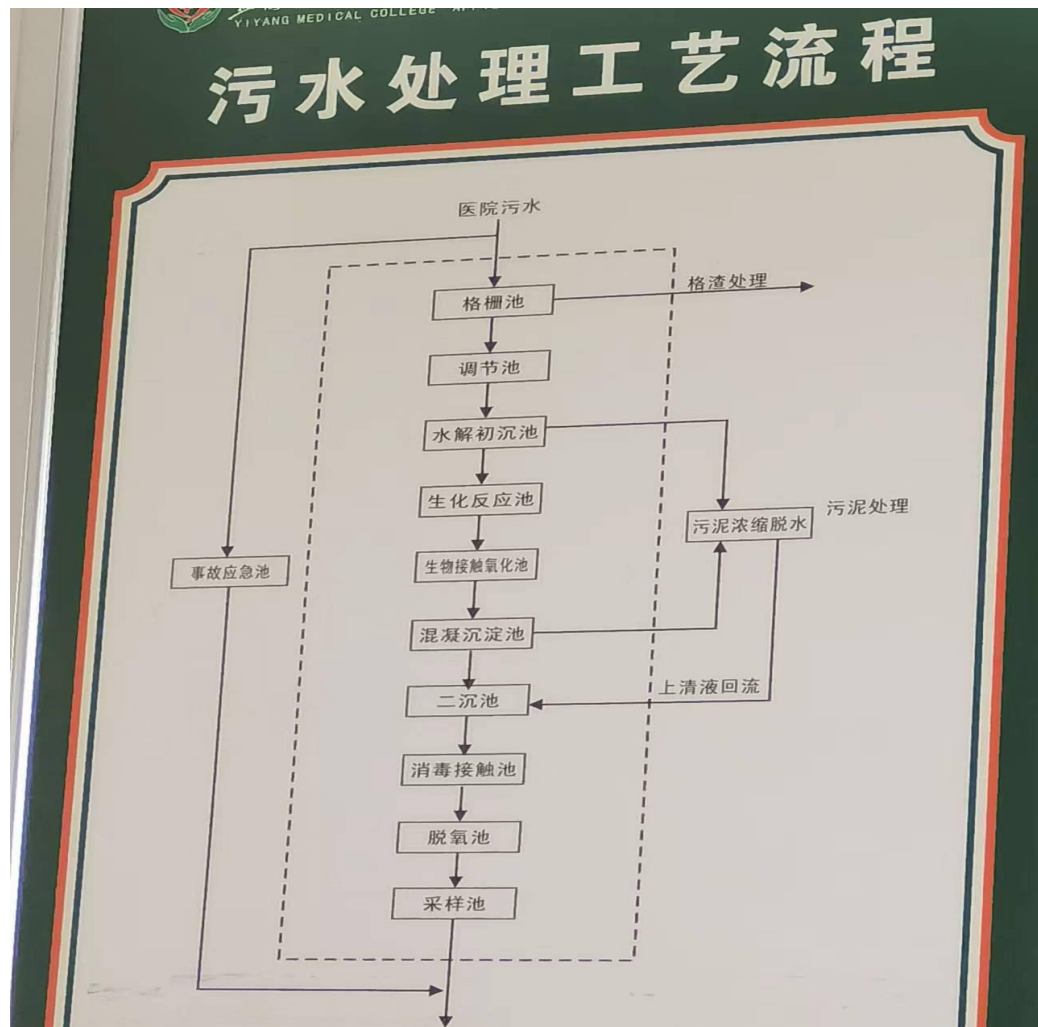 YIYANG MEDICAL COLLEGE
污水处理工艺流程
医院污水
格栅池
格渣处理
调节池
水解初沉池
生化反应池
污泥浓缩脱水
污泥处理
生物接触氧化池
事故应急池
混凝沉淀池
二沉池
上清液回流
消毒接触池
脱氧池
采样池